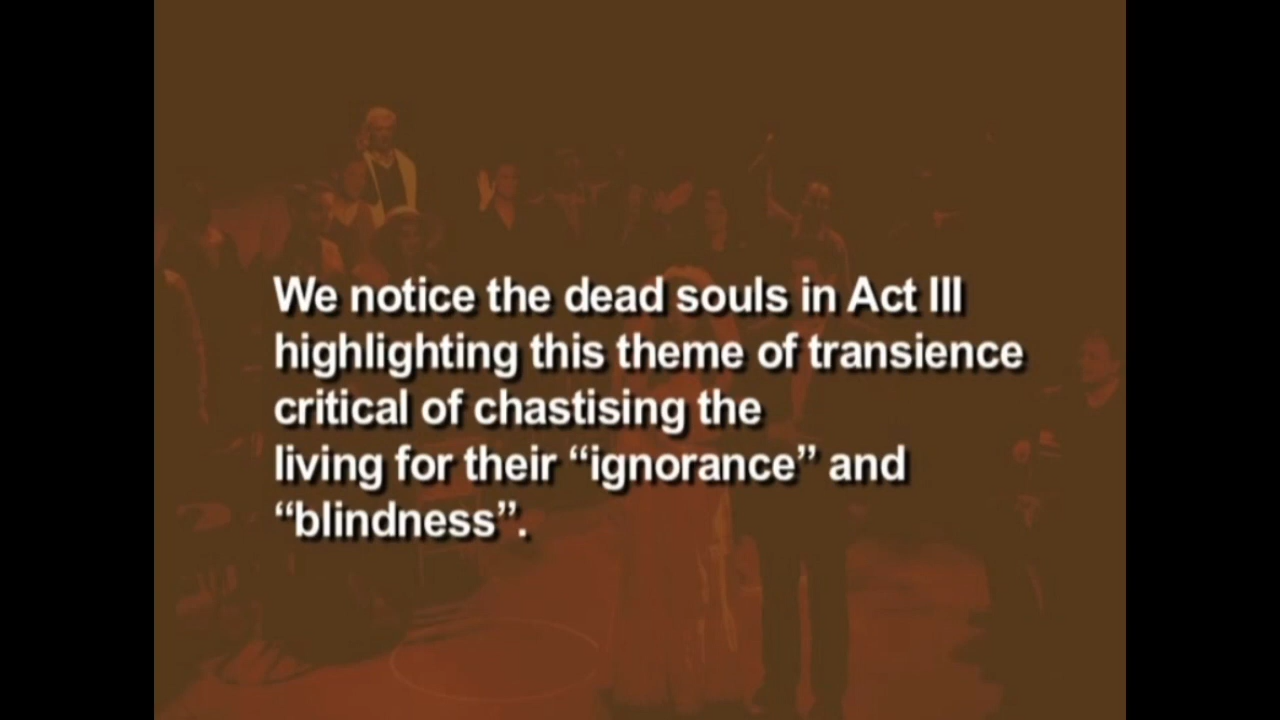 We notice the dead souls in Act III
highlighting this theme of transience
critical of chastising the
living for their “ignorance” and
“blindness”.